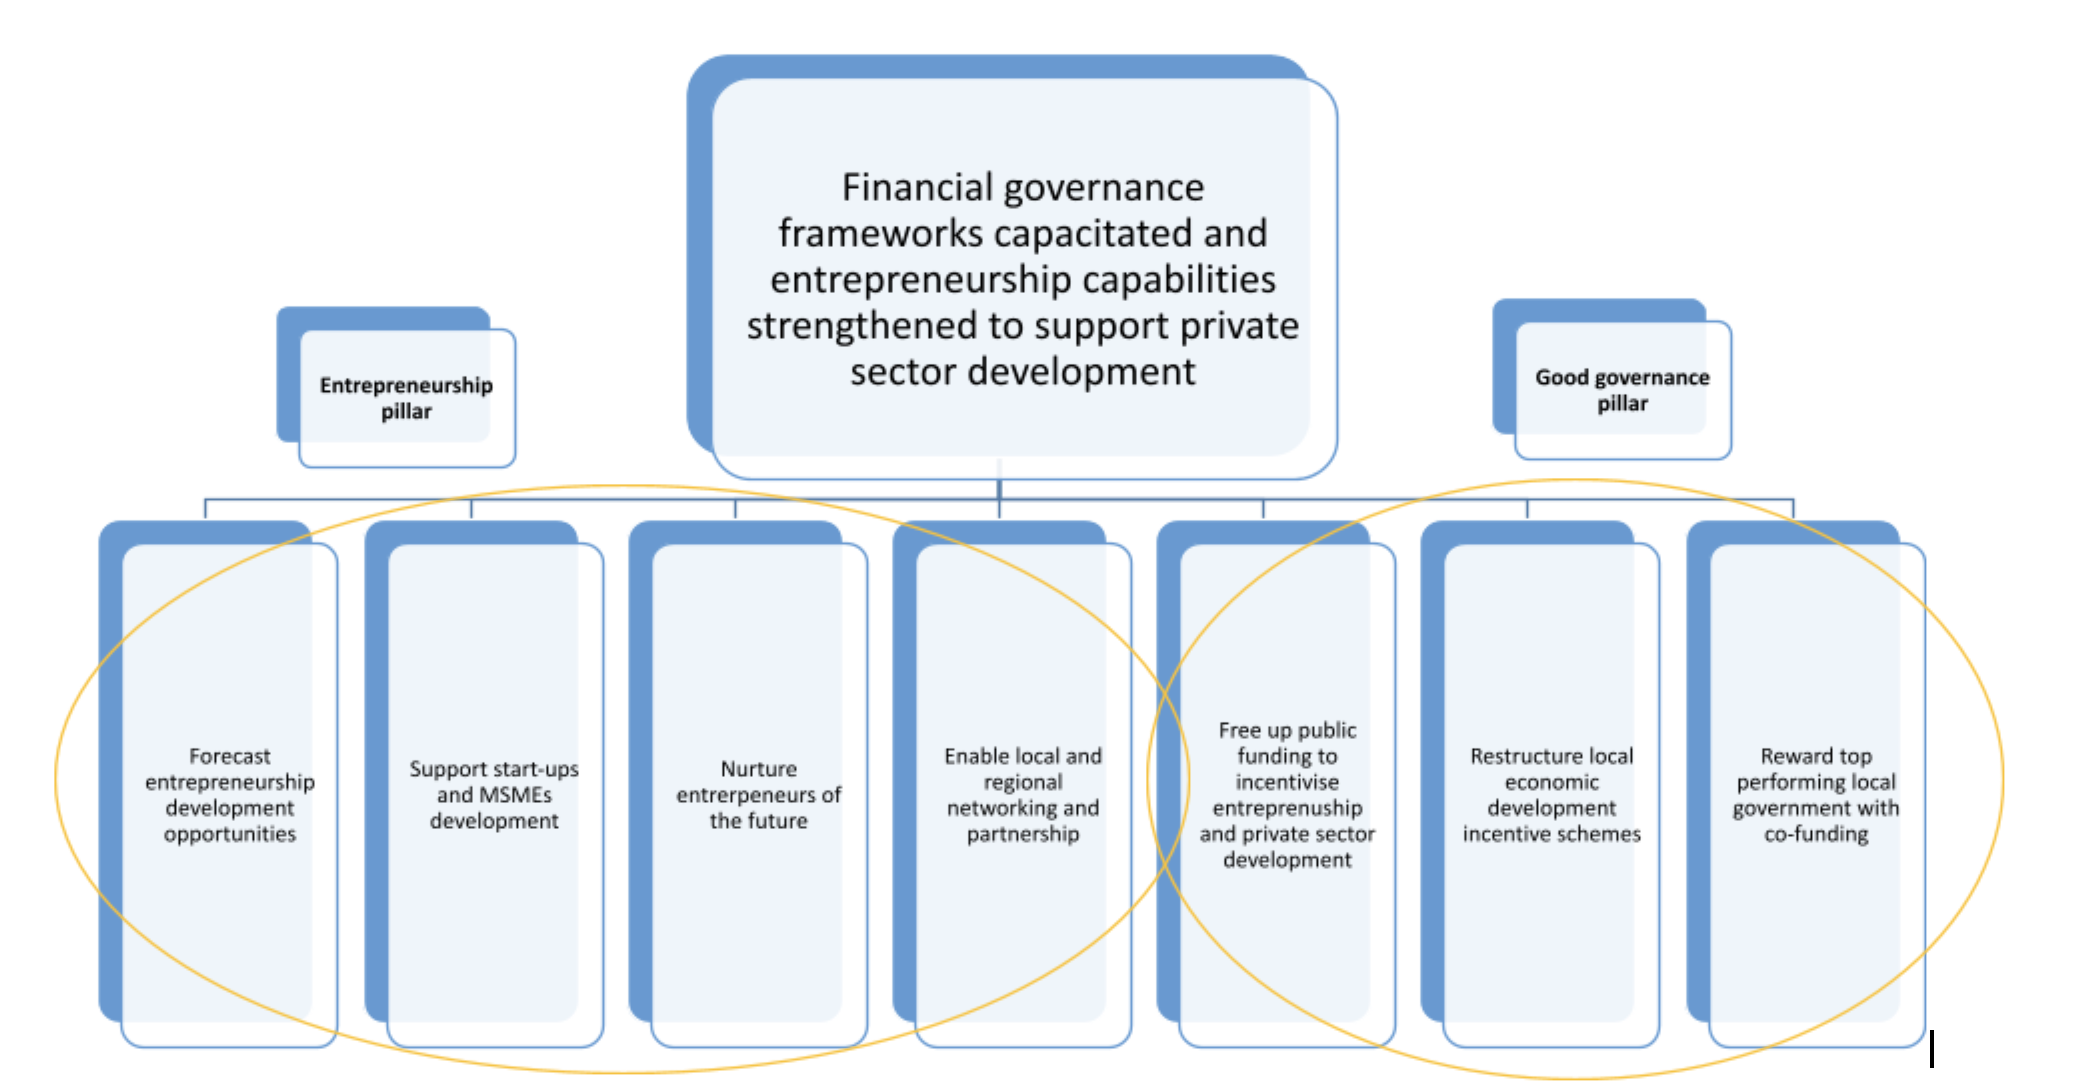 Financial governance
frameworks capacitated and
entrepreneurship capabilities
strengthened to support private
sector development
Entrepreneurship
pillar
Good governance
pillar
Forecast
entrepreneurship
development
opportunities
Support start-ups
and MSMEs
development
Nurture
entrerpeneurs of
the future
Enable local and
regional
networking and
partnership
Free up public
funding to
incentivise
entreprenuship
and private sector
development
Restructure local
economic
development
incentive schemes
Reward top
performing local
government with
co-funding